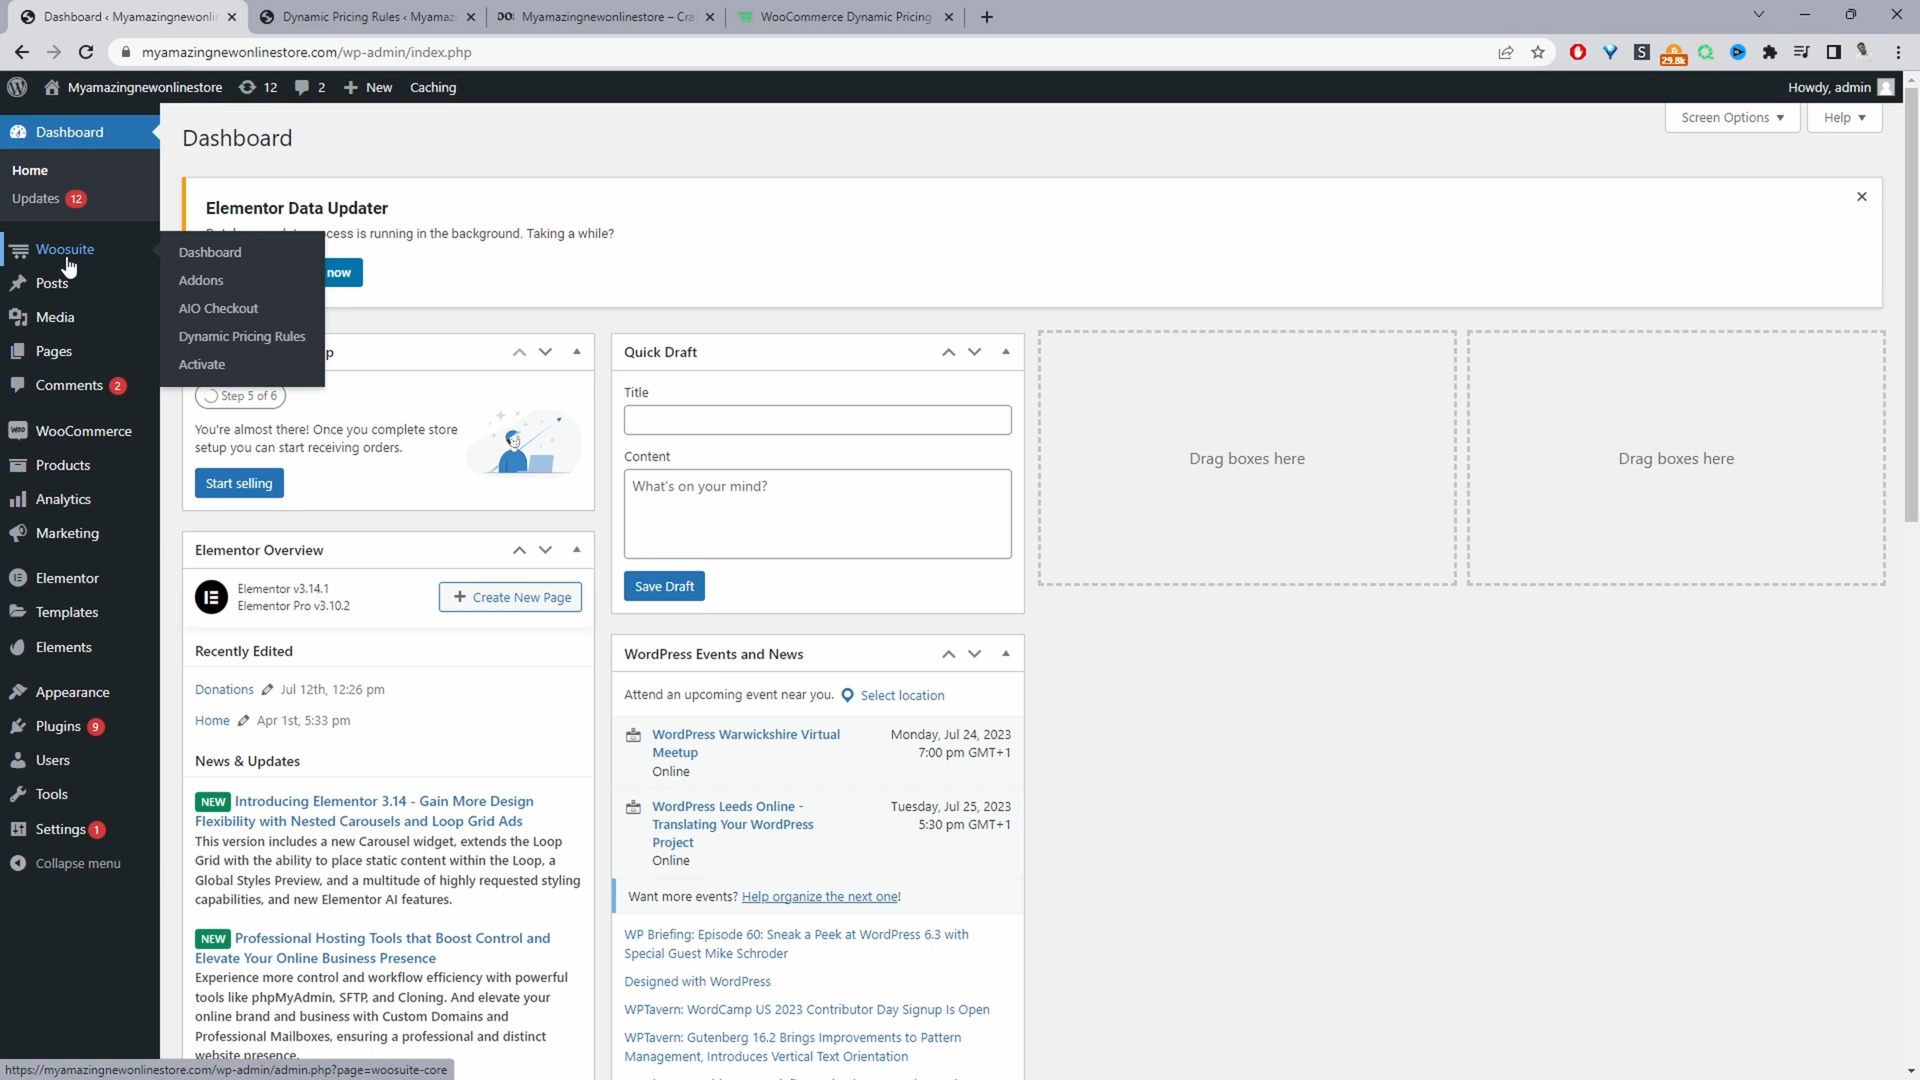 Dashboard ‹ Myamazingnewonlin
Dynamic Pricing Rules ‹ Myamazi
Myamazingnewonlinestore – Cra
WooCommerce Dynamic Pricing
myamazingnewonlinestore.com/wp-admin/index.php
29.8k
Myamazingnewonlinestore
12
2
New
Caching
Howdy, admin
Dashboard
Home
Updates 12
Woosuite
Posts
Media
Pages
Comments 2
WooCommerce
Products
Analytics
Marketing
Elementor
Templates
Elements
Appearance
Plugins 9
Users
Tools
Settings 1
Collapse menu
Dashboard
Addons
AIO Checkout
Dynamic Pricing Rules
Activate
Dashboard
Screen Options
Help
Elementor Data Updater
cess is running in the background. Taking a while?
now
p
Step 5 of 6
You're almost there! Once you complete store
setup you can start receiving orders.
Start selling
Elementor Overview
Elementor v3.14.1
Elementor Pro v3.10.2
Create New Page
Recently Edited
Donations Jul 12th, 12:26 pm
Home Apr 1st, 5:33 pm
News & Updates
NEW Introducing Elementor 3.14 - Gain More Design
Flexibility with Nested Carousels and Loop Grid Ads
This version includes a new Carousel widget, extends the Loop
Grid with the ability to place static content within the Loop, a
Global Styles Preview, and a multitude of highly requested styling
capabilities, and new Elementor AI features.
NEW Professional Hosting Tools that Boost Control and
Elevate Your Online Business Presence
Experience more control and workflow efficiency with powerful
tools like phpMyAdmin, SFTP, and Cloning. And elevate your
online brand and business with Custom Domains and
Professional Mailboxes, ensuring a professional and distinct
website presence.
Quick Draft
Title
Content
What's on your mind?
Save Draft
WordPress Events and News
Attend an upcoming event near you. Select location
WordPress Warwickshire Virtual
Meetup
Online
Monday, Jul 24, 2023
7:00 pm GMT+1
WordPress Leeds Online -
Translating Your WordPress
Project
Online
Tuesday, Jul 25, 2023
5:30 pm GMT+1
Want more events? Help organize the next one!
WP Briefing: Episode 60: Sneak a Peek at WordPress 6.3 with
Special Guest Mike Schroder
Designed with WordPress
WPTavern: WordCamp US 2023 Contributor Day Signup Is Open
WPTavern: Gutenberg 16.2 Brings Improvements to Pattern
Management, Introduces Vertical Text Orientation
Drag boxes here
Drag boxes here
https://myamazingnewonlinestore.com/wp-admin/admin.php?page=woosuite-core